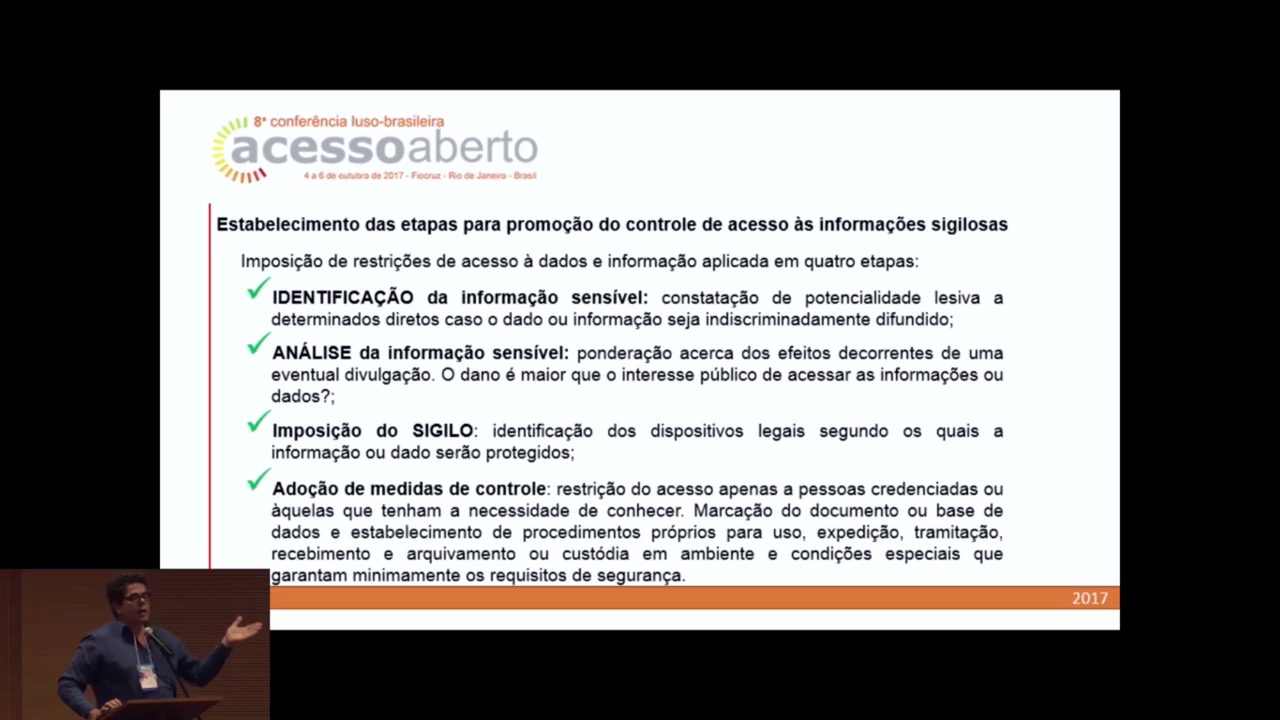 8ª conferência luso-brasileira
acessoaberto
4 a 6 de outubro de 2017 - Fiocruz - Rio de Janeiro - Brasil
Estabelecimento das etapas para promoção do controle de acesso às informações sigilosas
Imposição de restrições de acesso à dados e informação aplicada em quatro etapas:
IDENTIFICAÇÃO da informação sensível: constatação de potencialidade lesiva a
determinados diretos caso o dado ou informação seja indiscriminadamente difundido;
ANÁLISE da informação sensível: ponderação acerca dos efeitos decorrentes de uma
eventual divulgação. O dano é maior que o interesse público de acessar as informações ou
dados?;
Imposição do SIGILO: identificação dos dispositivos legais segundo os quais a
informação ou dado serão protegidos;
Adoção de medidas de controle: restrição do acesso apenas a pessoas credenciadas ou
àquelas que tenham a necessidade de conhecer. Marcação do documento ou base de
dados e estabelecimento de procedimentos próprios para uso, expedição, tramitação,
recebimento e arquivamento ou custódia em ambiente e condições especiais que
garantam minimamente os requisitos de segurança.
2017